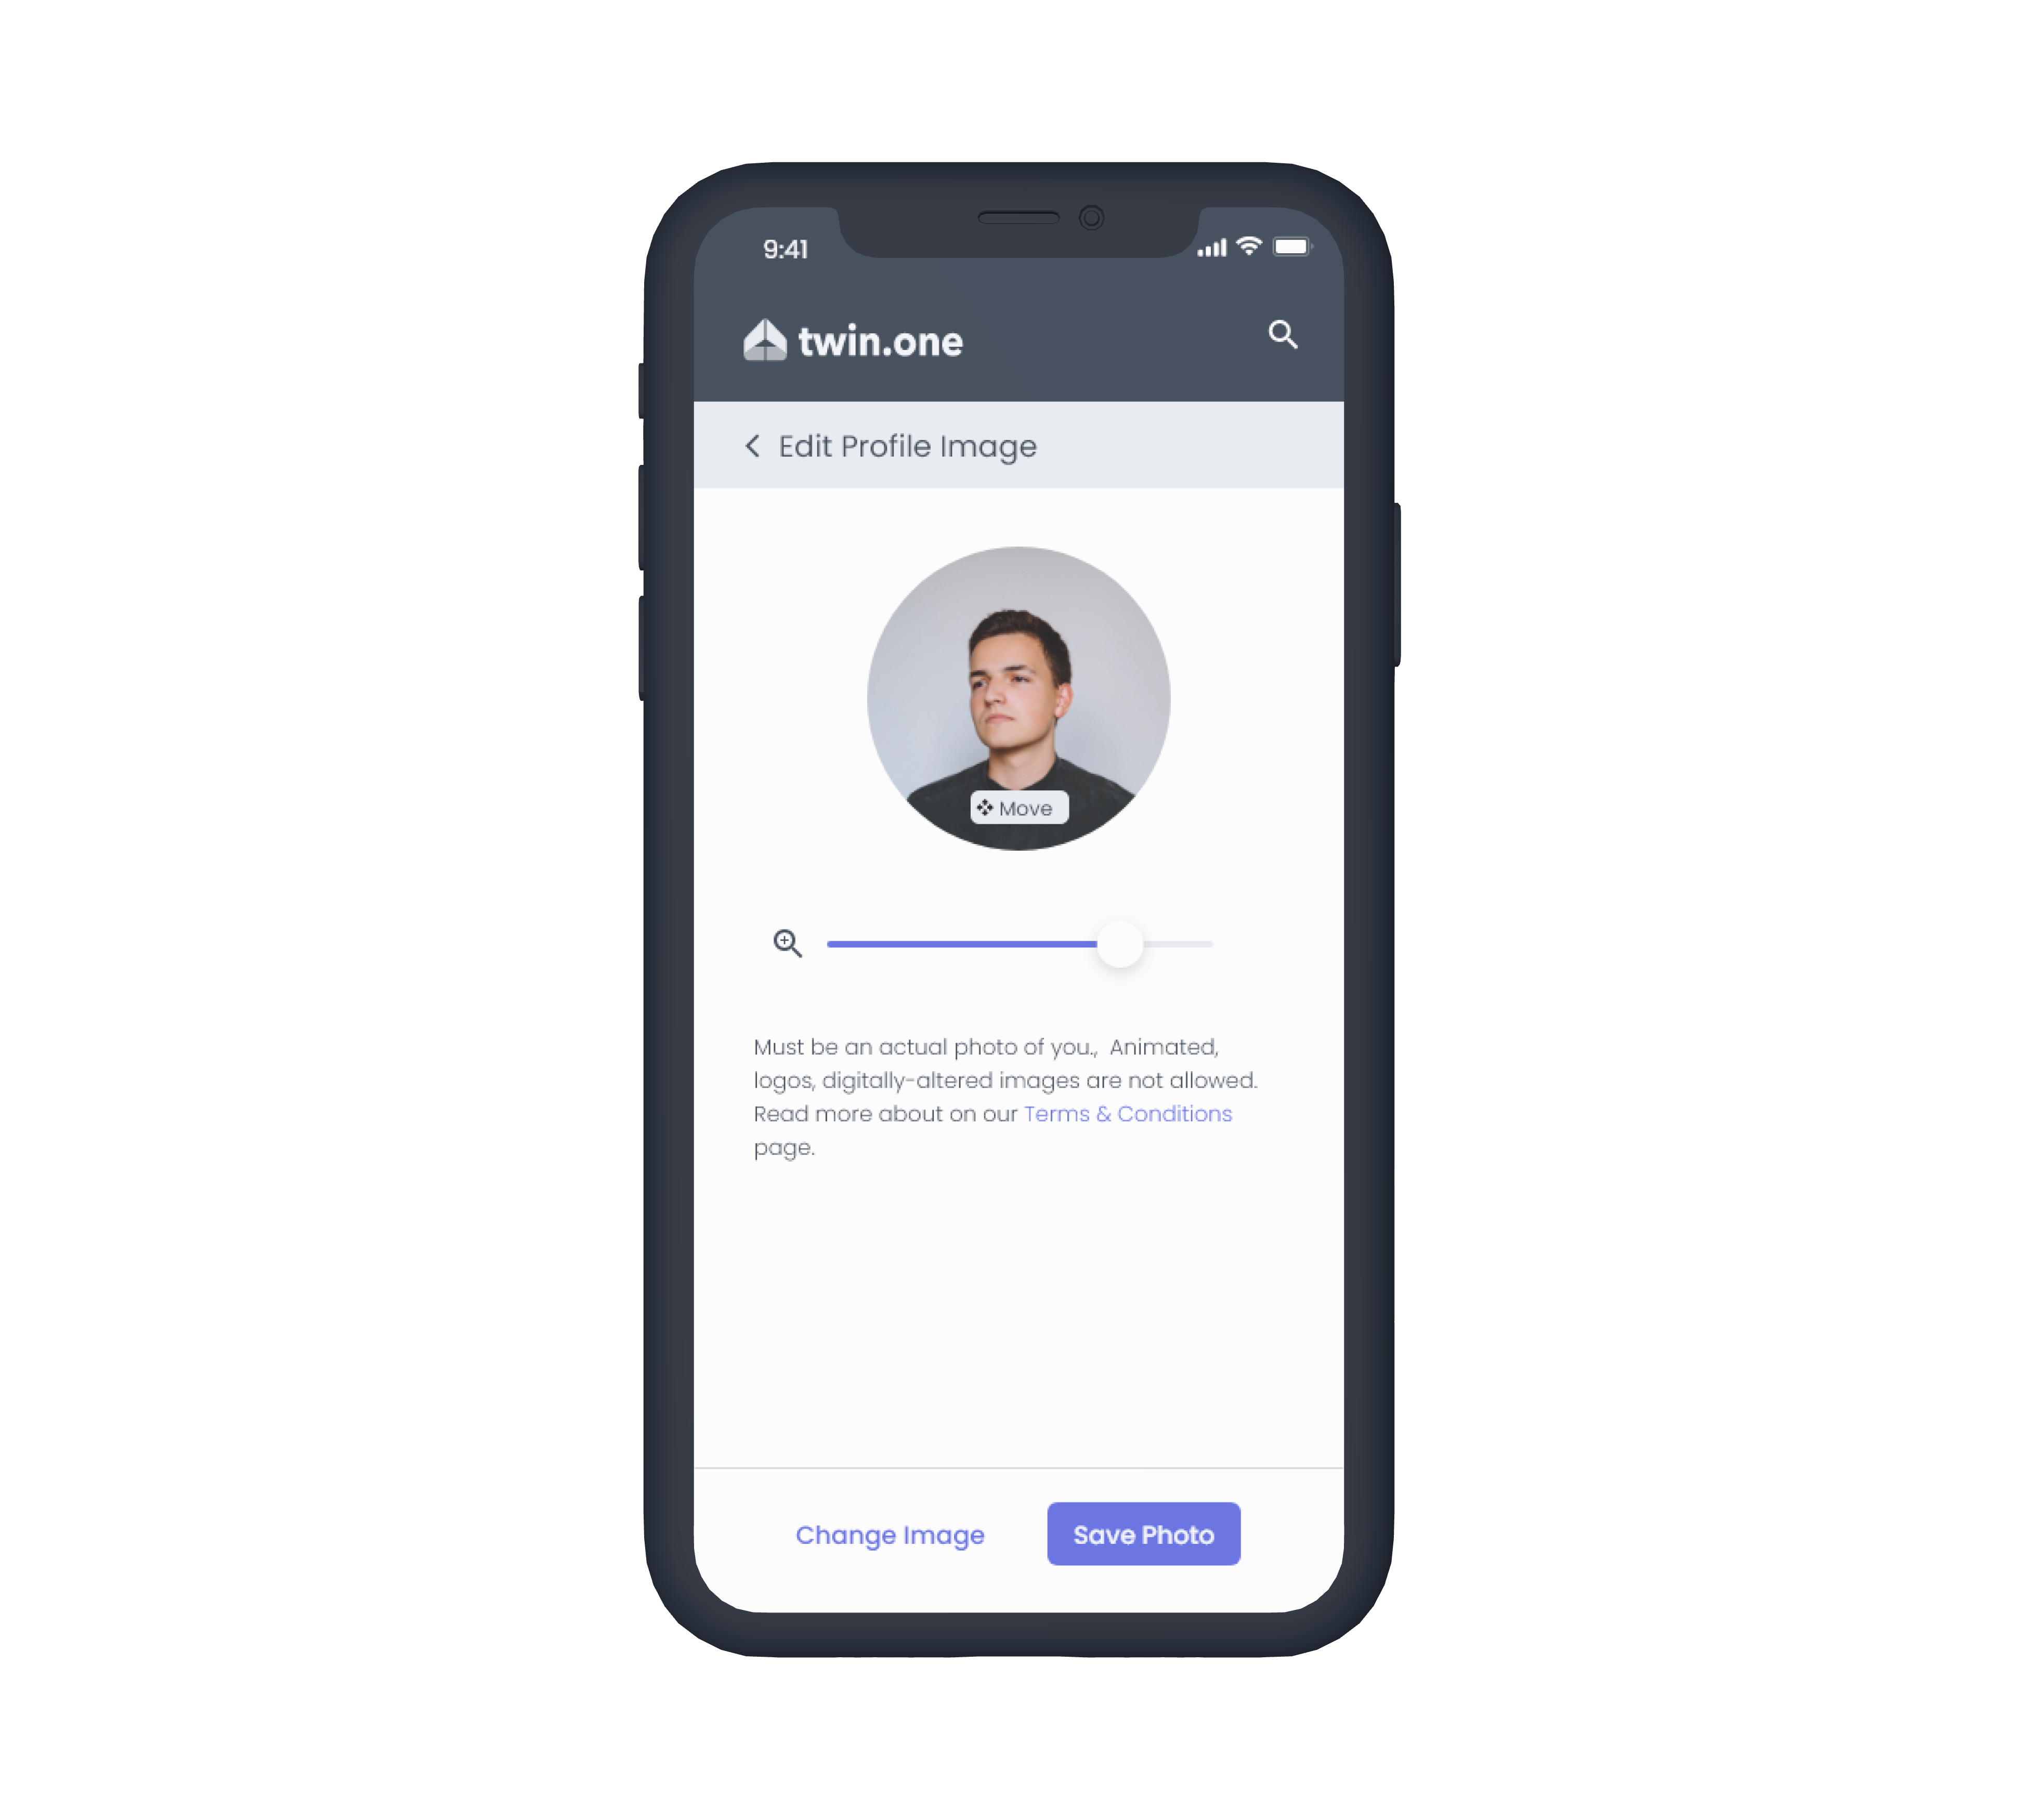 9:41
twin.one
Edit Profile Image
Move
Must be an actual photo of you., Animated,
logos, digitally-altered images are not allowed.
Read more about on our Terms & Conditions
page.
Change Image
Save Photo